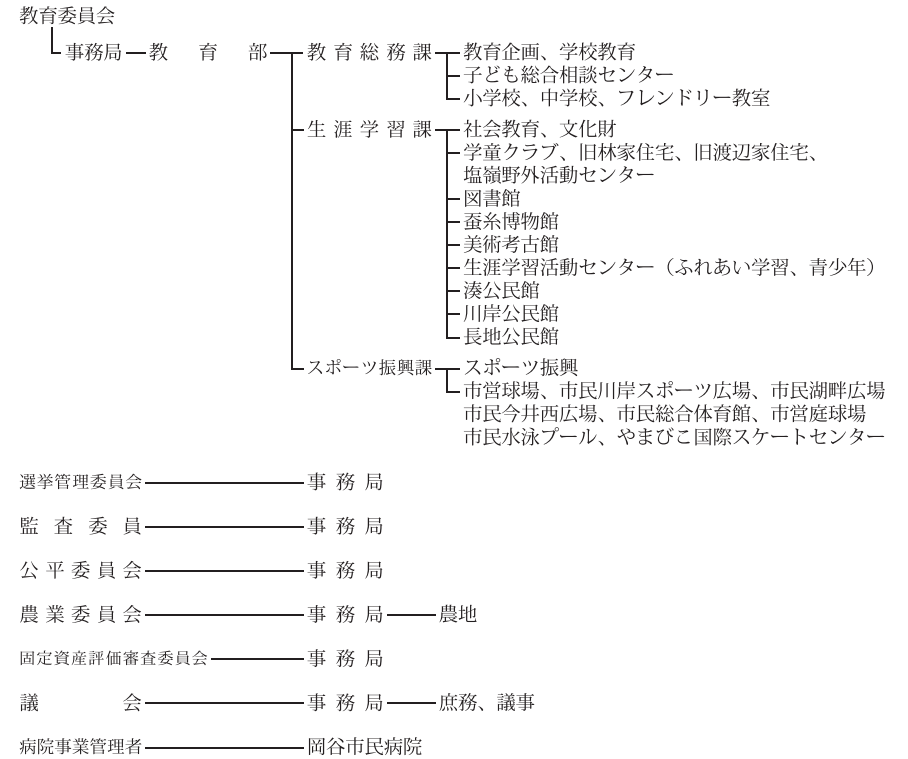 教育委員会
事務局 教育部 教育総務課 教育企画、学校教育
子ども総合相談センター
小学校、中学校、フレンドリー教室
生涯学習課 社会教育、文化財
学童クラブ、旧林家住宅、旧渡辺家住宅、
塩嶺野外活動センター
図書館
蚕糸博物館
美術考古館
生涯学習活動センター（ふれあい学習、青少年）
湊公民館
川岸公民館
長地公民館
スポーツ振興課 スポーツ振興
市営球場、市民川岸スポーツ広場、市民湖畔広場
市民今井西広場、市民総合体育館、市営庭球場
市民水泳プール、やまびこ国際スケートセンター
選挙管理委員会 事務局
監査委員 事務局
公平委員会 事務局
農業委員会 事務局 農地
固定資産評価審査委員会 事務局
議会 事務局 庶務、議事
病院事業管理者 岡谷市民病院